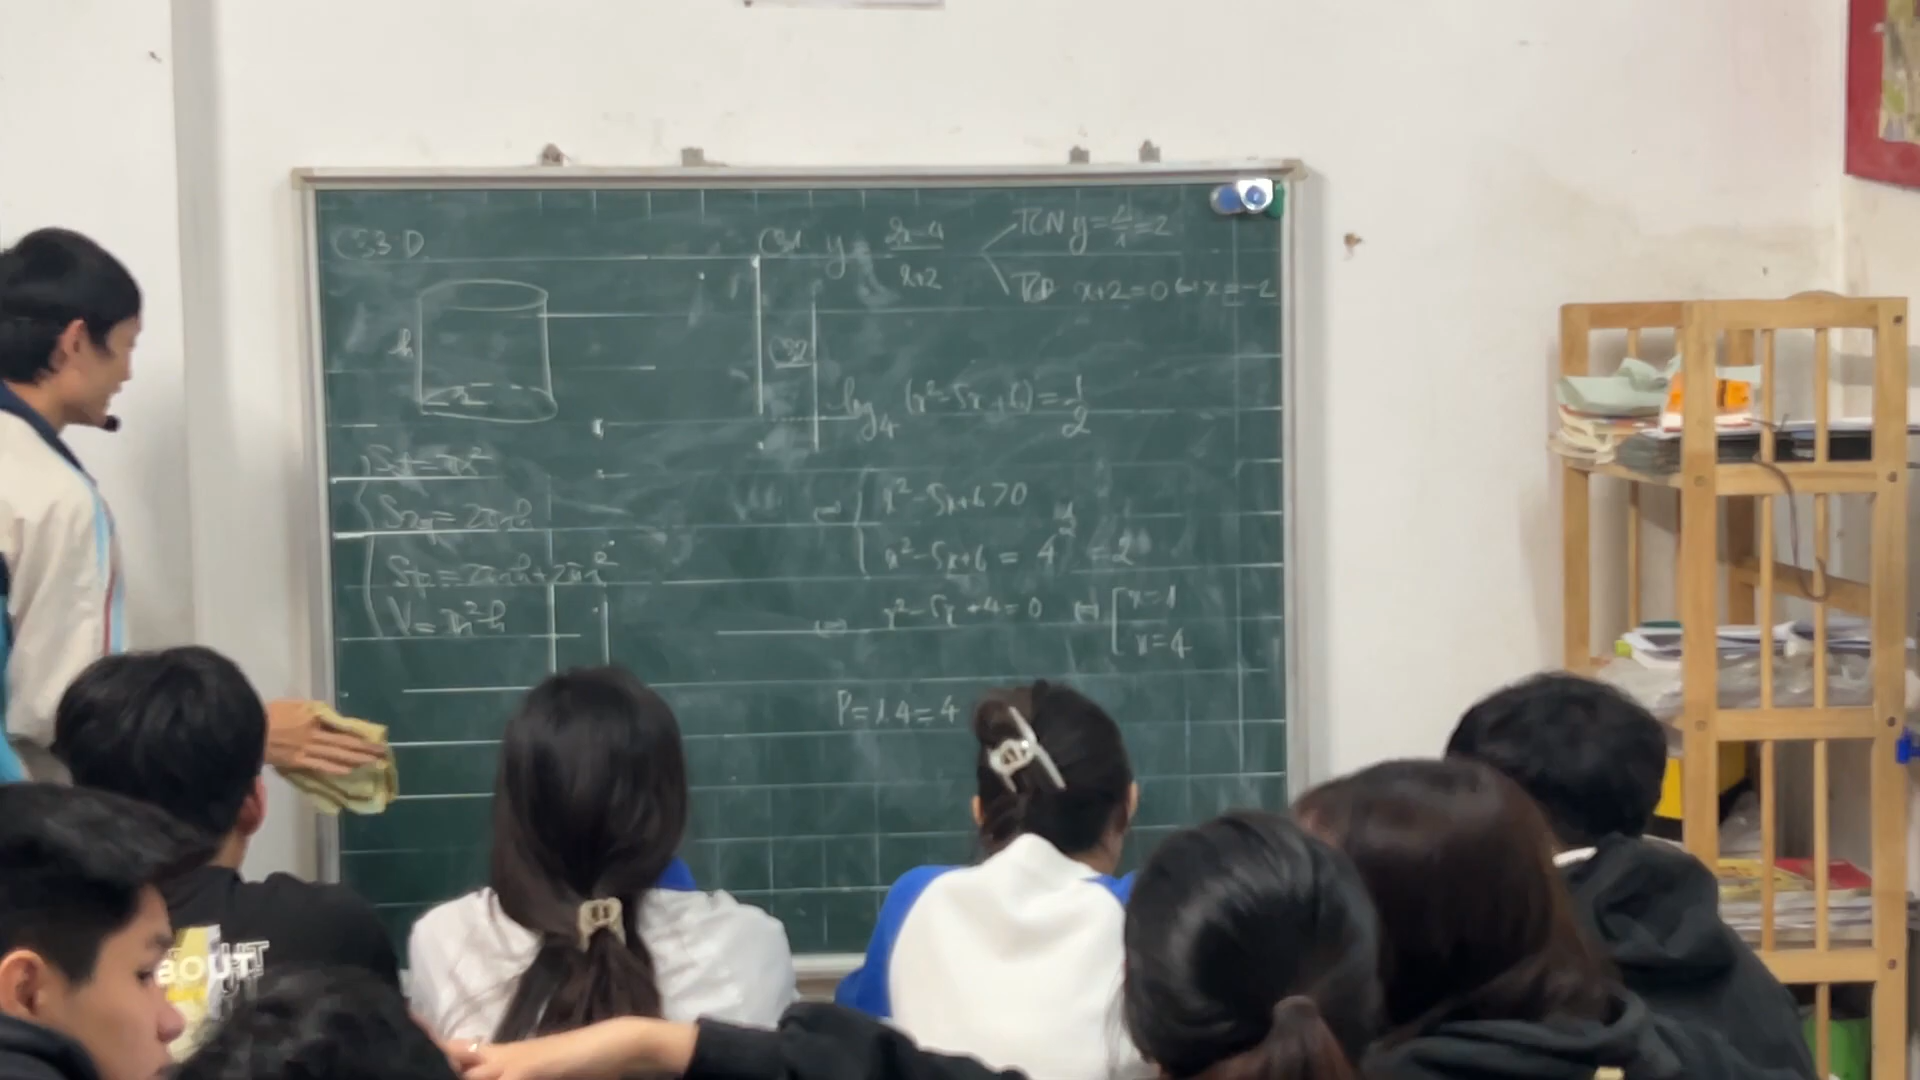 C33 D.
h
r
Sđ = πr²
Sxq = 2πrh
Stp = 2πrh + 2πr²
V = πr²h
C31 y = (2x-4)/(x+2)
TCN y = 2/1 = 2
TCĐ x+2=0 ⇔ x=-2
C32
log₄ (x²-5x+6) = 1/2
⇔ { x²-5x+6 > 0
x²-5x+6 = 4^(1/2) = 2
⇔ x²-5x+4=0 ⇔ [ x=1
x=4
P=1.4=4